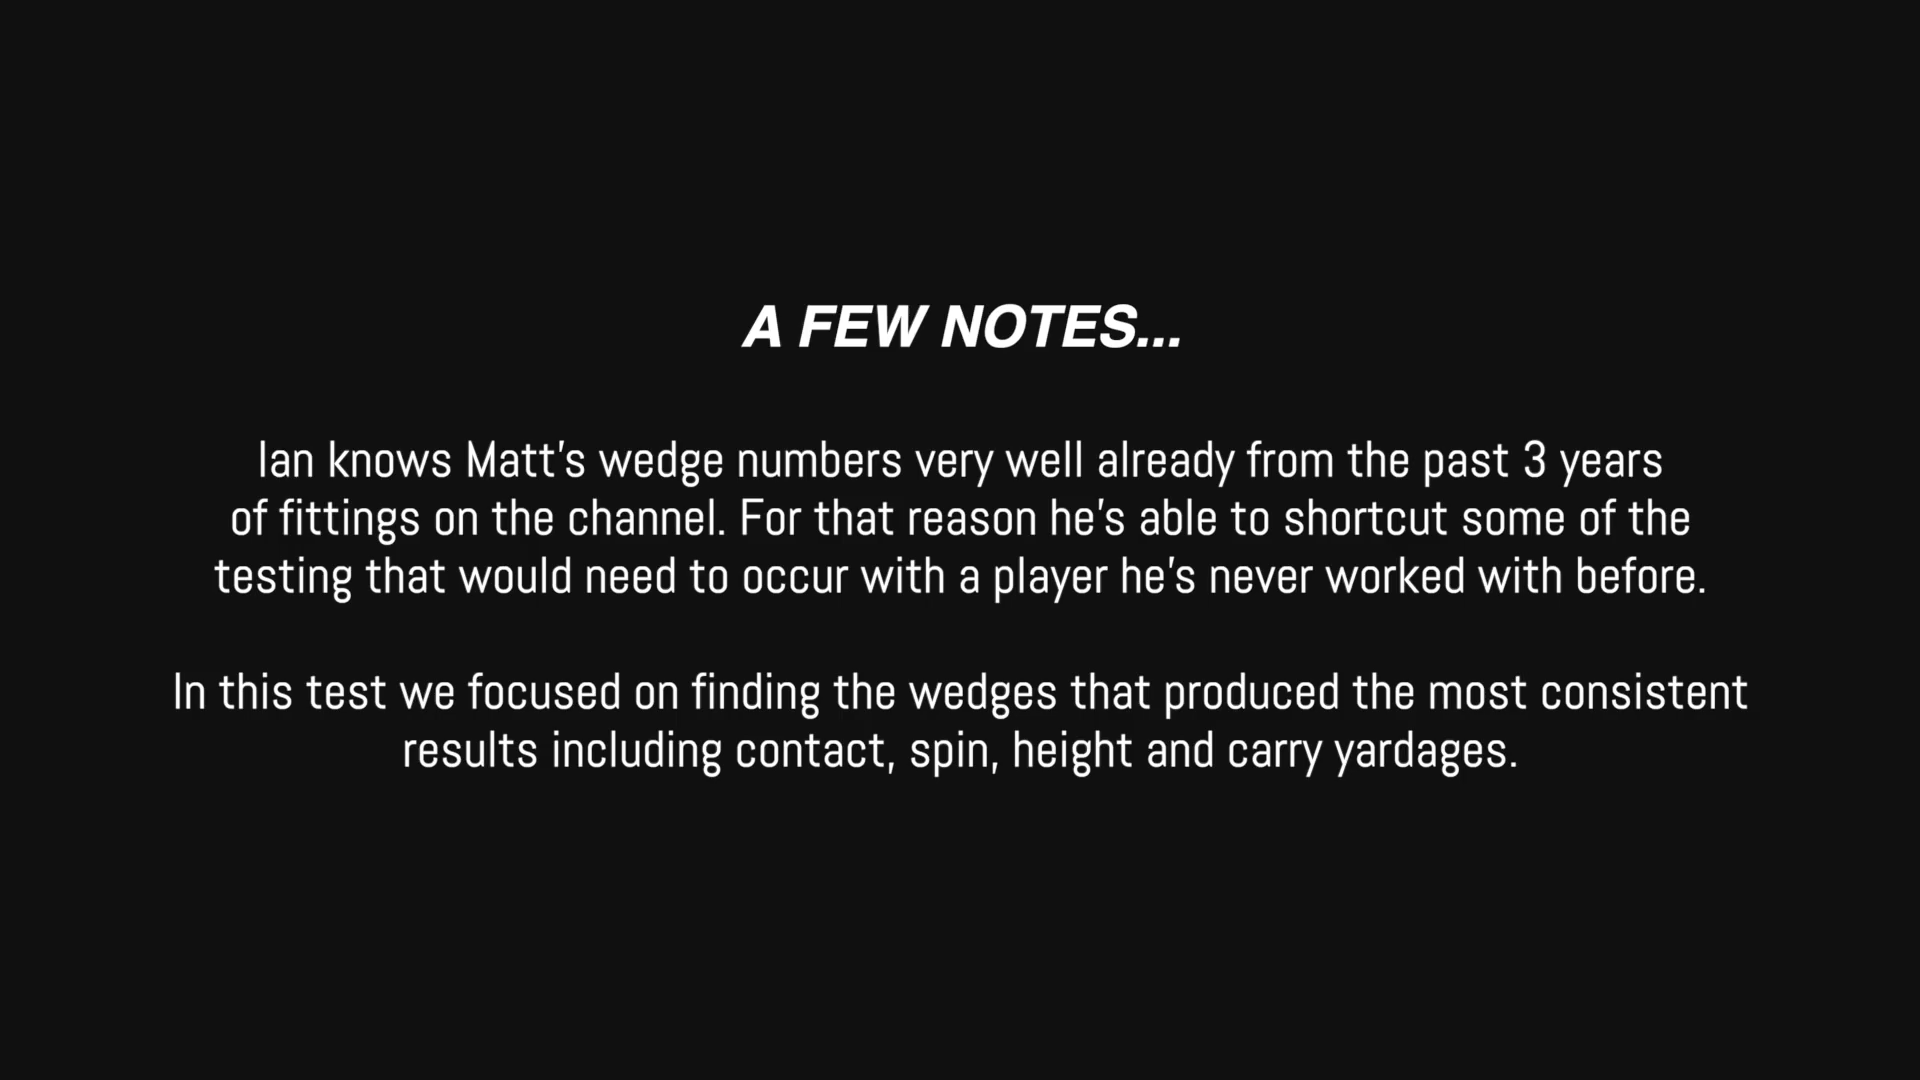 A FEW NOTES...
Ian knows Matt’s wedge numbers very well already from the past 3 years
of fittings on the channel. For that reason he’s able to shortcut some of the
testing that would need to occur with a player he’s never worked with before.
In this test we focused on finding the wedges that produced the most consistent
results including contact, spin, height and carry yardages.